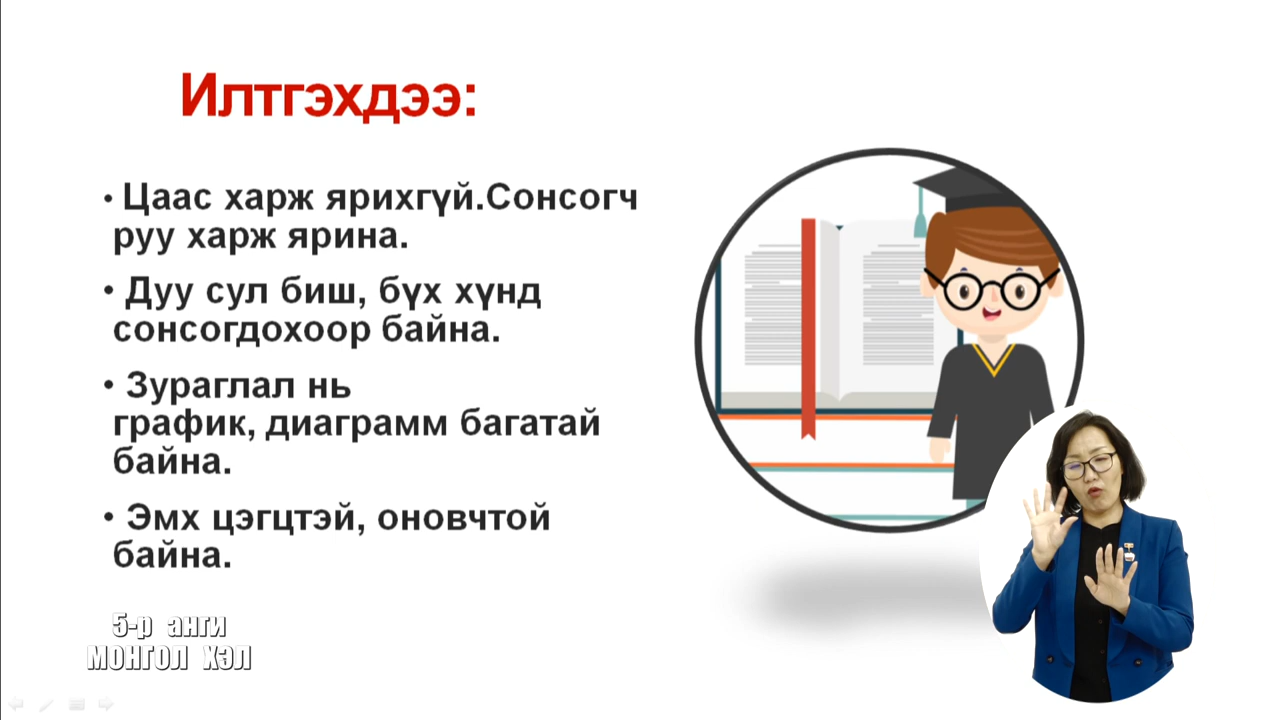 Илтгэхдээ:
• Цаас харж ярихгүй.Сонсогч
руу харж ярина.
• Дуу сул биш, бүх хүнд
сонсогдохоор байна.
• Зураглал нь
график, диаграмм багатай
байна.
• Эмх цэгцтэй, оновчтой
байна.
5-р анги
МОНГОЛ ХЭЛ